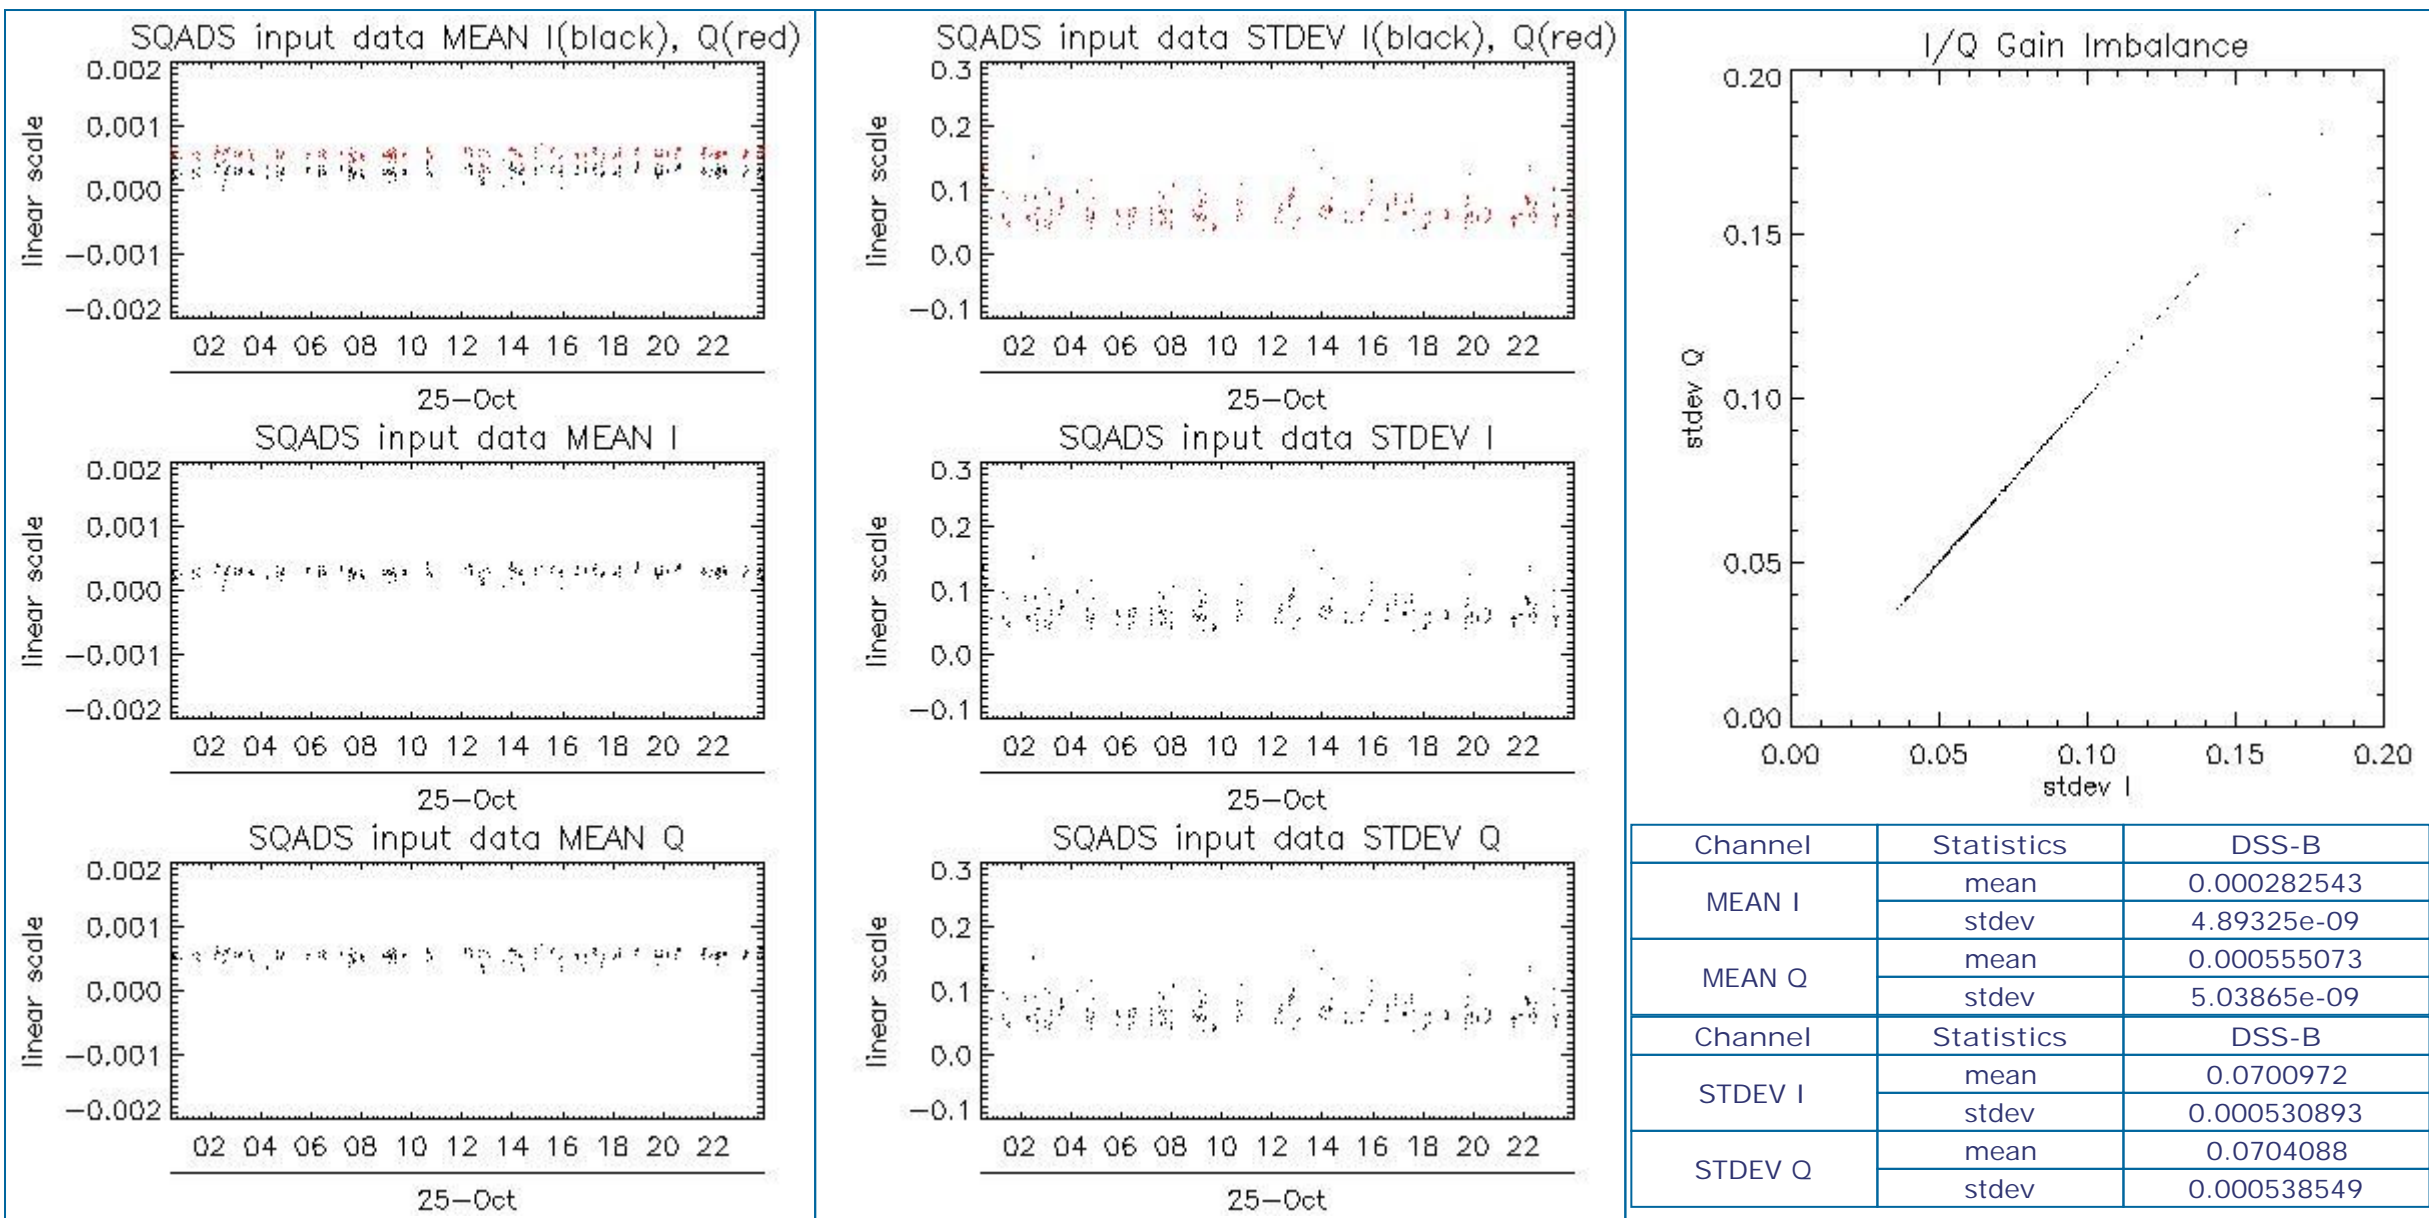 SQADS input data MEAN I(black), Q(red)
0.002
0.001
0.000
-0.001
-0.002
linear scale
02 04 06 08 10 12 14 16 18 20 22
25-Oct
SQADS input data MEAN I
0.002
0.001
0.000
-0.001
-0.002
linear scale
02 04 06 08 10 12 14 16 18 20 22
25-Oct
SQADS input data MEAN Q
0.002
0.001
0.000
-0.001
-0.002
linear scale
02 04 06 08 10 12 14 16 18 20 22
25-Oct
SQADS input data STDEV I(black), Q(red)
0.3
0.2
0.1
0.0
-0.1
linear scale
02 04 06 08 10 12 14 16 18 20 22
25-Oct
SQADS input data STDEV I
0.3
0.2
0.1
0.0
-0.1
linear scale
02 04 06 08 10 12 14 16 18 20 22
25-Oct
SQADS input data STDEV Q
0.3
0.2
0.1
0.0
-0.1
linear scale
02 04 06 08 10 12 14 16 18 20 22
25-Oct
I/Q Gain Imbalance
0.20
0.15
0.10
0.05
0.00
stdev Q
0.00 0.05 0.10 0.15 0.20
stdev I
Channel Statistics DSS-B
MEAN I mean 0.000282543
stdev 4.89325e-09
MEAN Q mean 0.000555073
stdev 5.03865e-09
Channel Statistics DSS-B
STDEV I mean 0.0700972
stdev 0.000530893
STDEV Q mean 0.0704088
stdev 0.000538549